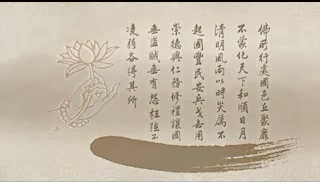 佛所行處國邑丘聚靡
不蒙化天下和順日月
清明風雨以時災厲不
起國豐民安兵戈無用
崇德興仁務修禮讓國
無盜賊無有怨枉強不
凌弱各得其所